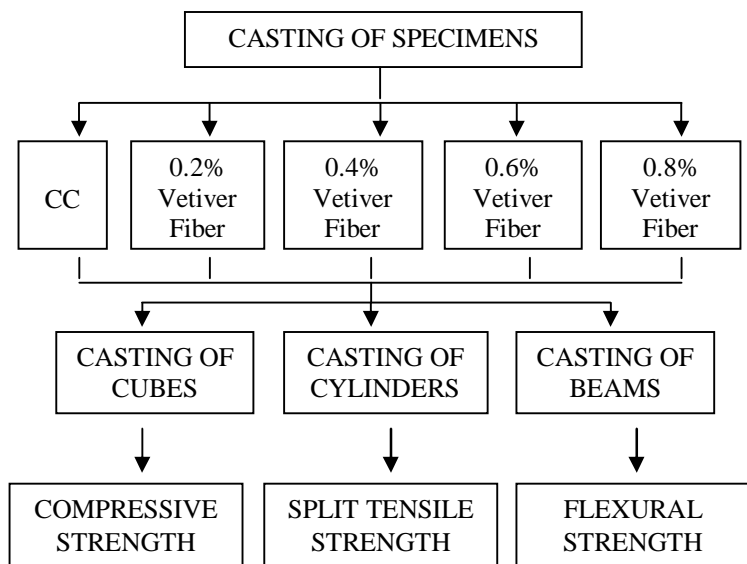 CASTING OF SPECIMENS
CC
0.2%
Vetiver
Fiber
0.4%
Vetiver
Fiber
0.6%
Vetiver
Fiber
0.8%
Vetiver
Fiber
CASTING OF
CUBES
CASTING OF
CYLINDERS
CASTING OF
BEAMS
COMPRESSIVE
STRENGTH
SPLIT TENSILE
STRENGTH
FLEXURAL
STRENGTH